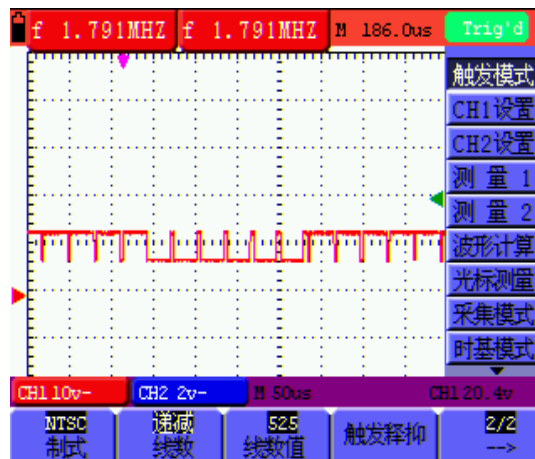 f 1.791MHZ f 1.791MHZ M 186.0us Trig'd
触发模式
CH1设置
CH2设置
测 量 1
测 量 2
波形计算
光标测量
采集模式
时基模式
CH1 10v- CH2 2v- M 50us CH1 20.4v
NTSC 递减 525 触发释抑 2/2
制式 线数 线数值 -->